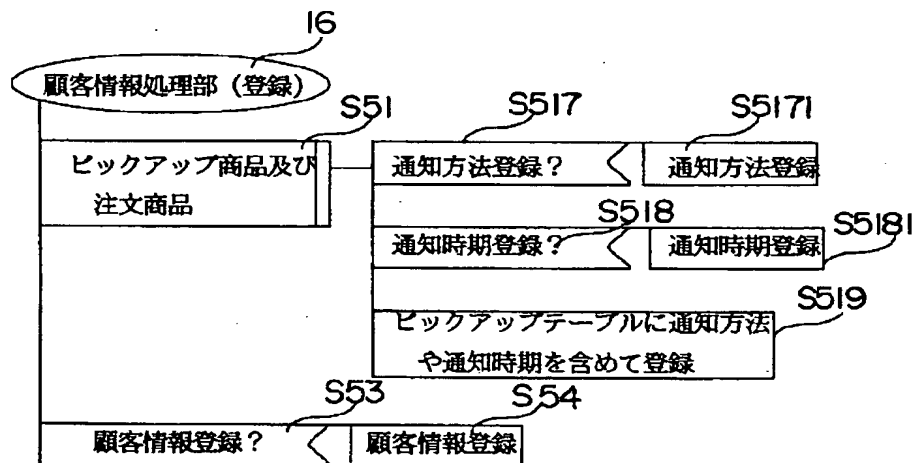 16
顧客情報処理部（登録）
S51
S517
S5171
ピックアップ商品及び
注文商品
通知方法登録？
通知方法登録
S518
S5181
通知時期登録？
通知時期登録
S519
ピックアップテーブルに通知方法
や通知時期を含めて登録
S53
S54
顧客情報登録？
顧客情報登録